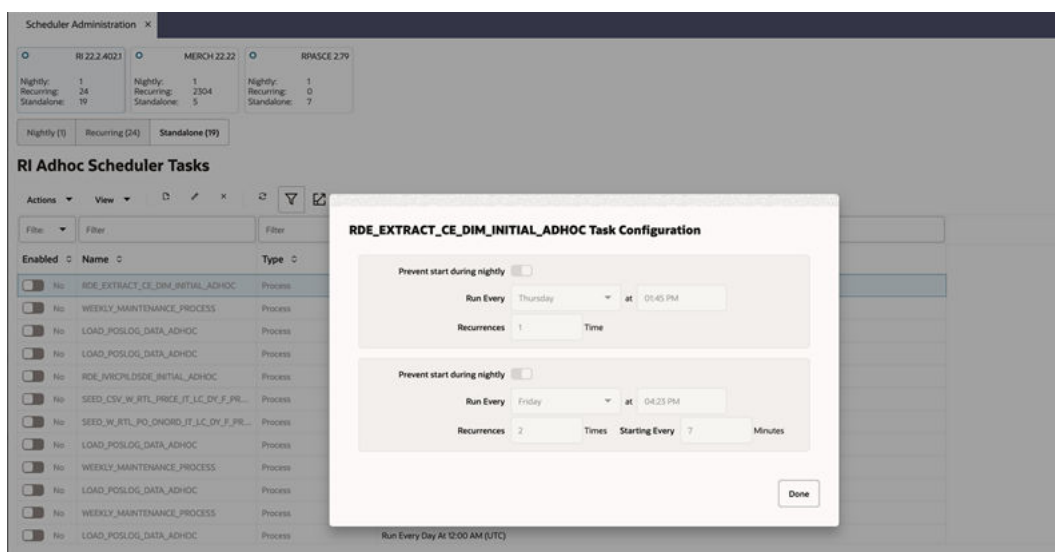 Scheduler Administration ×
RI 22.2.402.1 MERCH 22.22 RPASCE 2.79
Nightly: 1 Nightly: 1 Nightly: 1
Recurring: 24 Recurring: 2304 Recurring: 0
Standalone: 19 Standalone: 5 Standalone: 7
Nightly (1) Recurring (24) Standalone (19)
RI Adhoc Scheduler Tasks
Actions View
Filter Filter
Enabled Name Type
No RDE_EXTRACT_CE_DIM_INITIAL_ADHOC Process
No WEEKLY_MAINTENANCE_PROCESS Process
No LOAD_POSLOG_DATA_ADHOC Process
No LOAD_POSLOG_DATA_ADHOC Process
No RDE_IVRCPILDSDE_INITIAL_ADHOC Process
No SEED_CSV_W_RTL_PRICE_IT_LC_DY_F_PR... Process
No SEED_W_RTL_PO_ONORD_IT_LC_DY_F_PR... Process
No LOAD_POSLOG_DATA_ADHOC Process
No WEEKLY_MAINTENANCE_PROCESS Process
No LOAD_POSLOG_DATA_ADHOC Process
No WEEKLY_MAINTENANCE_PROCESS Process
No LOAD_POSLOG_DATA_ADHOC Process Run Every Day At 12:00 AM (UTC)
RDE_EXTRACT_CE_DIM_INITIAL_ADHOC Task Configuration
Prevent start during nightly
Run Every Thursday at 01:45 PM
Recurrences 1 Time
Prevent start during nightly
Run Every Friday at 04:23 PM
Recurrences 2 Times Starting Every 7 Minutes
Done